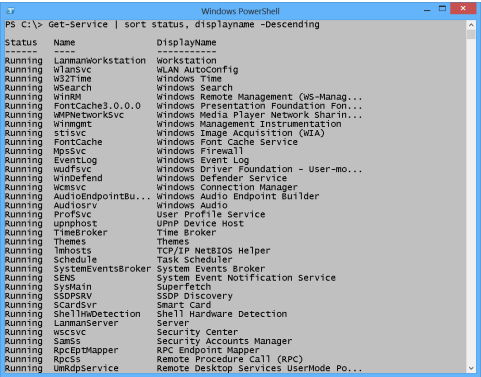 Windows PowerShell
PS C:\> Get-Service | sort status, displayname -Descending
Status Name DisplayName
------ ---- -----------
Running LanmanWorkstation Workstation
Running WlanSvc WLAN AutoConfig
Running W32Time Windows Time
Running WSearch Windows Search
Running WinRM Windows Remote Management (WS-Manag...
Running FontCache3.0.0.0 Windows Presentation Foundation Fon...
Running WMPNetworkSvc Windows Media Player Network Sharin...
Running Winmgmt Windows Management Instrumentation
Running stisvc Windows Image Acquisition (WIA)
Running FontCache Windows Font Cache Service
Running MpsSvc Windows Firewall
Running EventLog Windows Event Log
Running wudfsvc Windows Driver Foundation - User-mo...
Running WinDefend Windows Defender Service
Running Wcmsvc Windows Connection Manager
Running AudioEndpointBu... Windows Audio Endpoint Builder
Running Audiosrv Windows Audio
Running ProfSvc User Profile Service
Running upnphost UPnP Device Host
Running TimeBroker Time Broker
Running Themes Themes
Running lmhosts TCP/IP NetBIOS Helper
Running Schedule Task Scheduler
Running SystemEventsBroker System Events Broker
Running SENS System Event Notification Service
Running SysMain Superfetch
Running SSDPSRV SSDP Discovery
Running SCardSvr Smart Card
Running ShellHWDetection Shell Hardware Detection
Running LanmanServer Server
Running wscsvc Security Center
Running SamSs Security Accounts Manager
Running RpcEptMapper RPC Endpoint Mapper
Running RpcSs Remote Procedure Call (RPC)
Running UmRdpService Remote Desktop Services UserMode Po...